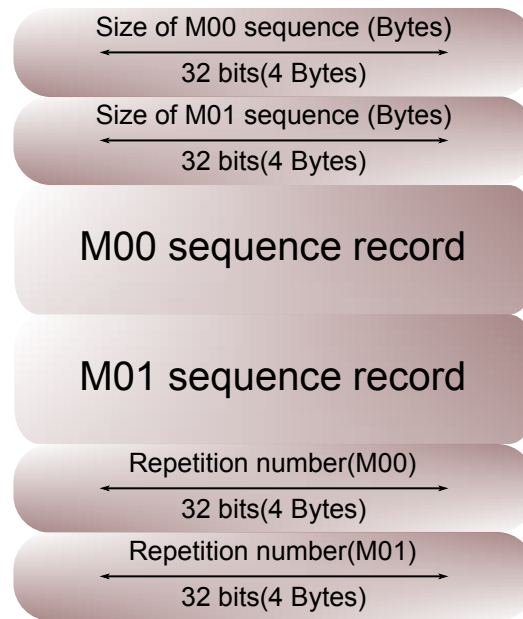 Size of M00 sequence (Bytes)
32 bits(4 Bytes)
Size of M01 sequence (Bytes)
32 bits(4 Bytes)
M00 sequence record
M01 sequence record
Repetition number(M00)
32 bits(4 Bytes)
Repetition number(M01)
32 bits(4 Bytes)